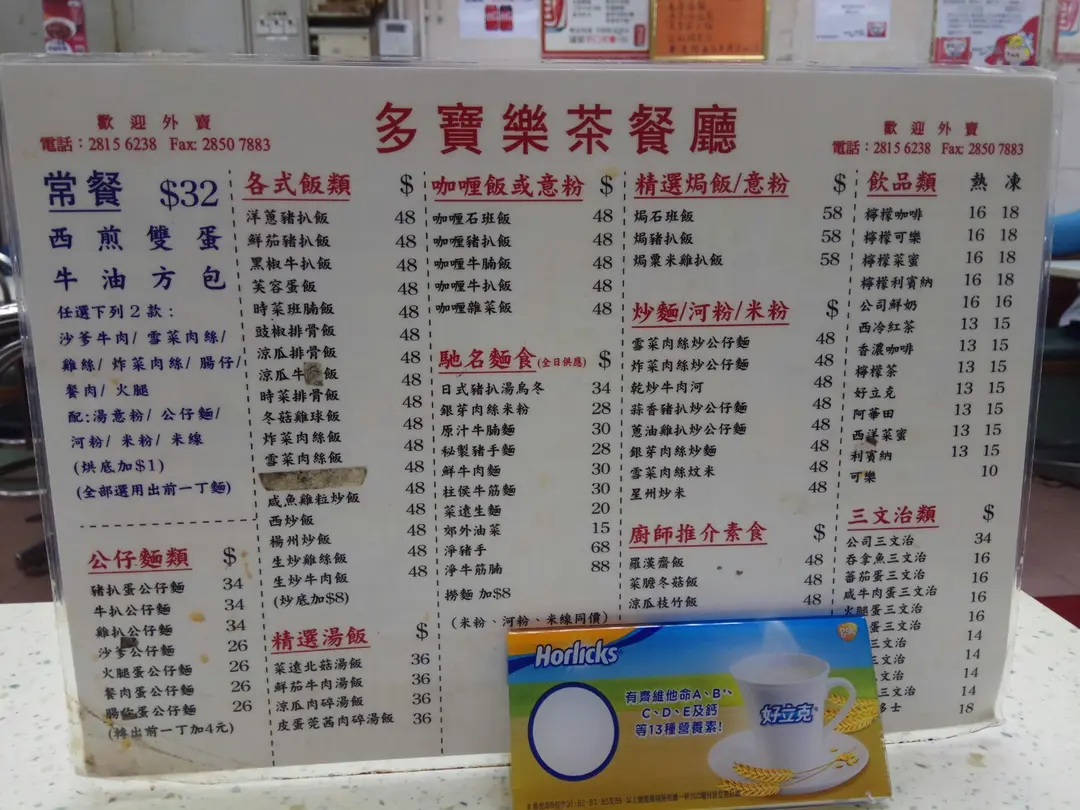 多寶樂茶餐廳
歡迎外賣
電話：2815 6238 Fax: 2850 7883
歡迎外賣
電話：2815 6238 Fax: 2850 7883
常餐 $32
西煎雙蛋
牛油方包
任選下列2款：
沙爹牛肉/ 雪菜肉絲/
雞絲/ 炸菜肉絲/ 腸仔/
餐肉/ 火腿
配:湯意粉/ 公仔麵/
河粉/ 米粉/ 米線
(烘底加$1)
(全部選用出前一丁麵)
公仔麵類 $
豬扒蛋公仔麵 34
牛扒公仔麵 34
雞扒公仔麵 34
沙爹公仔麵 26
火腿蛋公仔麵 26
餐肉蛋公仔麵 26
腸仔蛋公仔麵 26
(轉出前一丁加4元)
各式飯類 $
洋蔥豬扒飯 48
鮮茄豬扒飯 48
黑椒牛扒飯 48
芙蓉蛋飯 48
時菜班腩飯 48
豉椒排骨飯 48
涼瓜排骨飯 48
涼瓜牛 飯 48
時菜排骨飯 48
冬菇雞球飯 48
炸菜肉絲飯 48
雪菜肉絲飯 48
咸魚雞粒炒飯 48
西炒飯 48
楊州炒飯 48
生炒雞絲飯 48
生炒牛肉飯 48
(炒底加$8)
精選湯飯 $
菜遠北菇湯飯 36
鮮茄牛肉湯飯 36
涼瓜肉碎湯飯 36
皮蛋莞茜肉碎湯飯 36
咖喱飯或意粉 $
咖喱石班飯 48
咖喱豬扒飯 48
咖喱牛腩飯 48
咖喱牛扒飯 48
咖喱雜菜飯 48
馳名麵食(全日供應) $
日式豬扒湯烏冬 34
銀芽肉絲米粉 28
原汁牛腩麵 30
秘製豬手麵 28
鮮牛肉麵 30
柱侯牛筋麵 30
菜遠生麵 20
郊外油菜 15
淨豬手 68
淨牛筋腩 88
撈麵 加$8
(米粉、河粉、米線同價)
精選焗飯/意粉 $
焗石班飯 58
焗豬扒飯 58
焗粟米雞扒飯 58
炒麵/河粉/米粉 $
雪菜肉絲炒公仔麵 48
炸菜肉絲炒公仔麵 48
乾炒牛肉河 48
蒜香豬扒炒公仔麵 48
蔥油雞扒炒公仔麵 48
銀芽肉絲炒麵 48
雪菜肉絲炆米 48
星州炒米 48
廚師推介素食 $
羅漢齋飯 48
菜膽冬菇飯 48
涼瓜枝竹飯 48
飲品類 熱 凍
檸檬咖啡 16 18
檸檬可樂 16 18
檸檬菜蜜 16 18
檸檬利賓納 16 18
公司鮮奶 16 16
西冷紅茶 13 15
香濃咖啡 13 15
檸檬茶 13 15
好立克 13 15
阿華田 13 15
西洋菜蜜 13 15
利賓納 13 15
可樂 10
三文治類 $
公司三文治 34
吞拿魚三文治 16
蕃茄蛋三文治 16
咸牛肉蛋三文治 16
火腿蛋三文治 16
蛋三文治 14
三文治 14
三文治 14
多士 18
Horlicks
有齊維他命A、B、
C、D、E及鈣
等13種營養素!
好立克